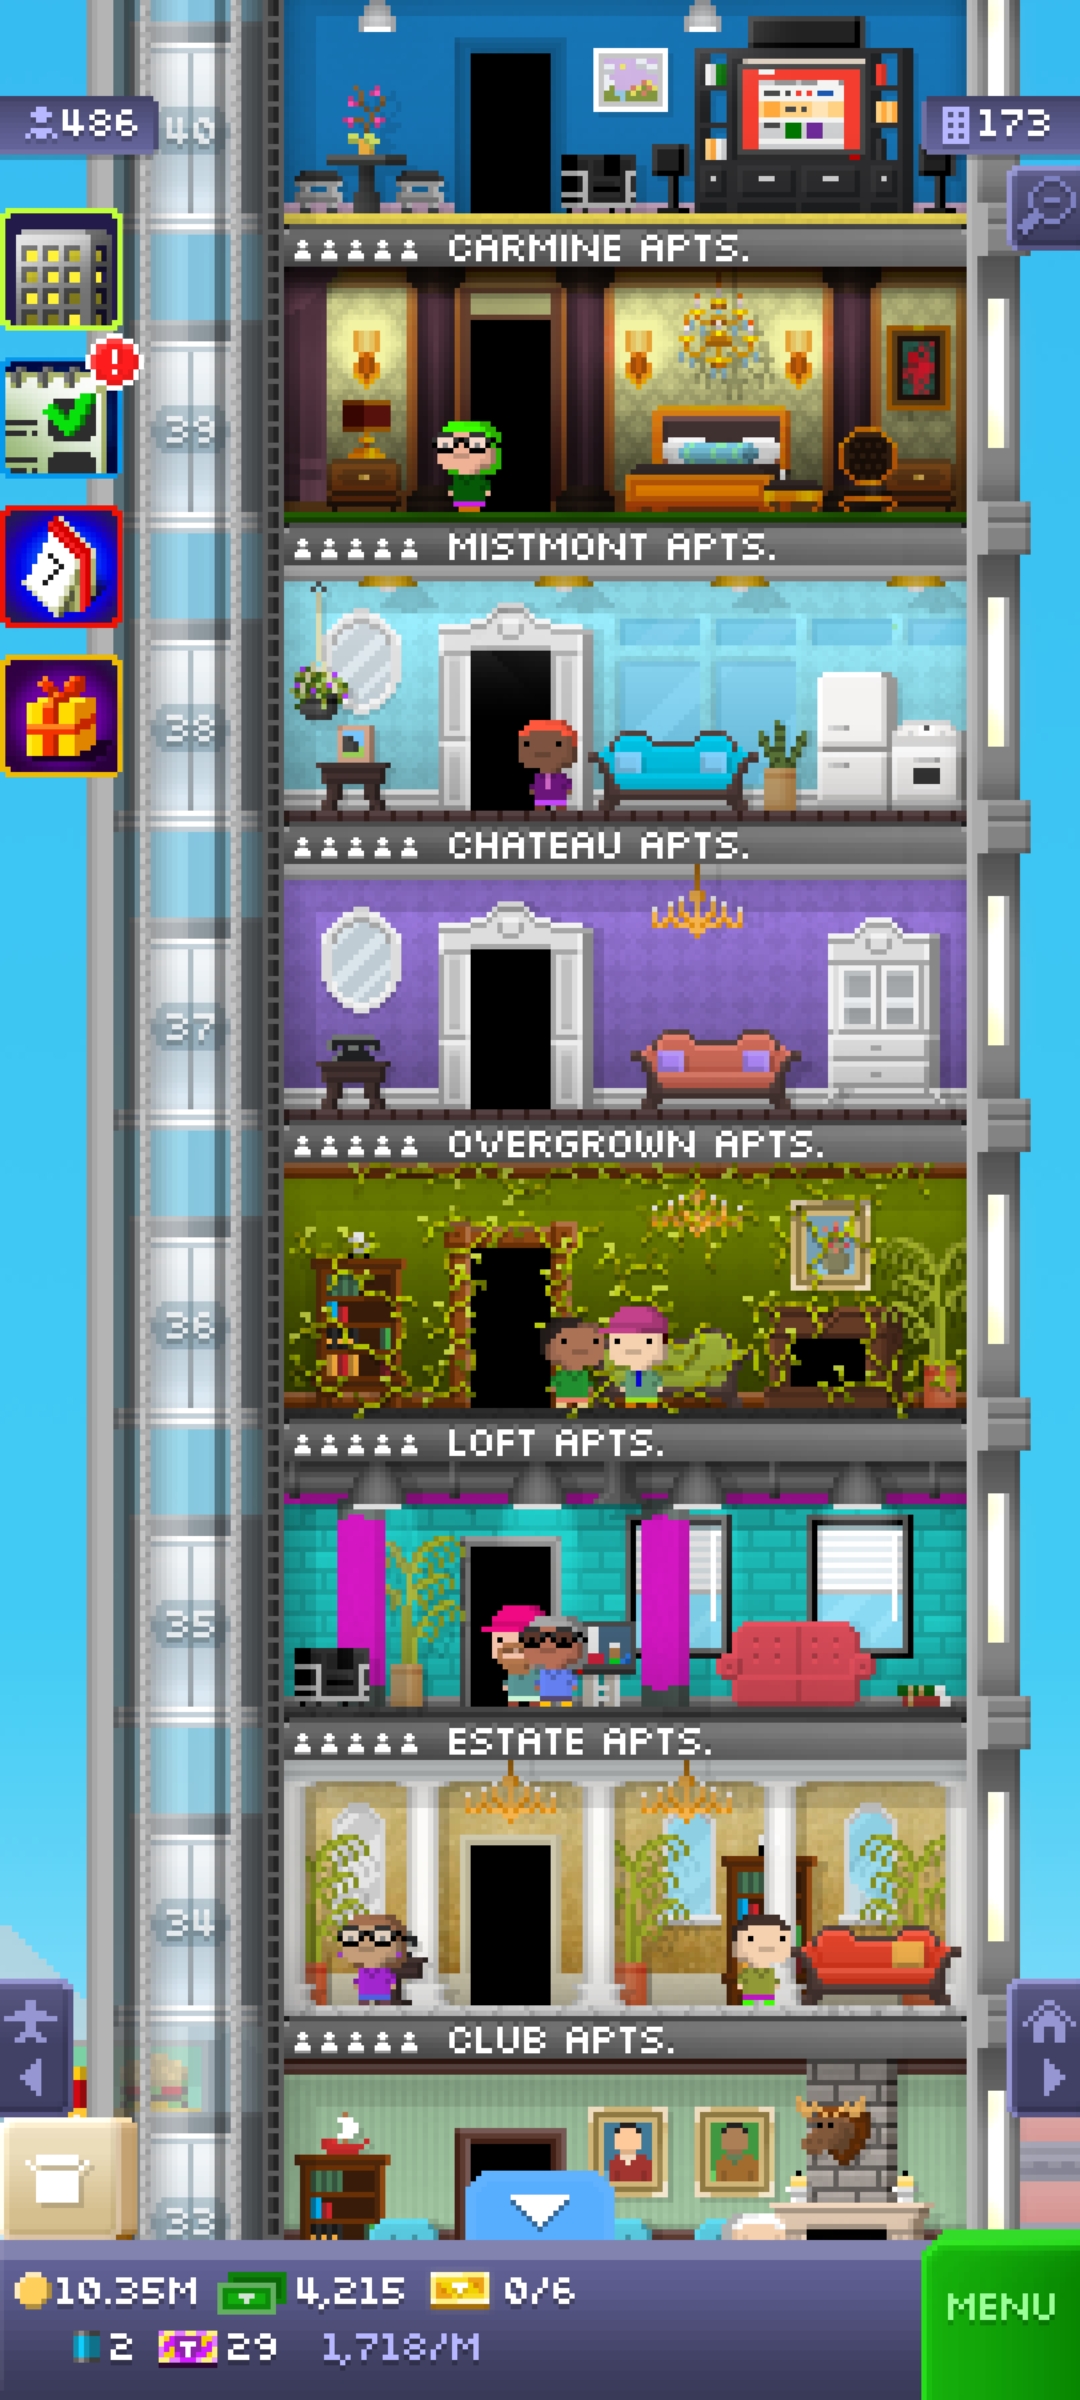 486
40
173
CARMINE APTS.
39
MISTMONT APTS.
38
CHATEAU APTS.
37
OVERGROWN APTS.
36
LOFT APTS.
35
ESTATE APTS.
34
CLUB APTS.
33
10.35M 4,215 0/6
2 29 1,718/M
MENU